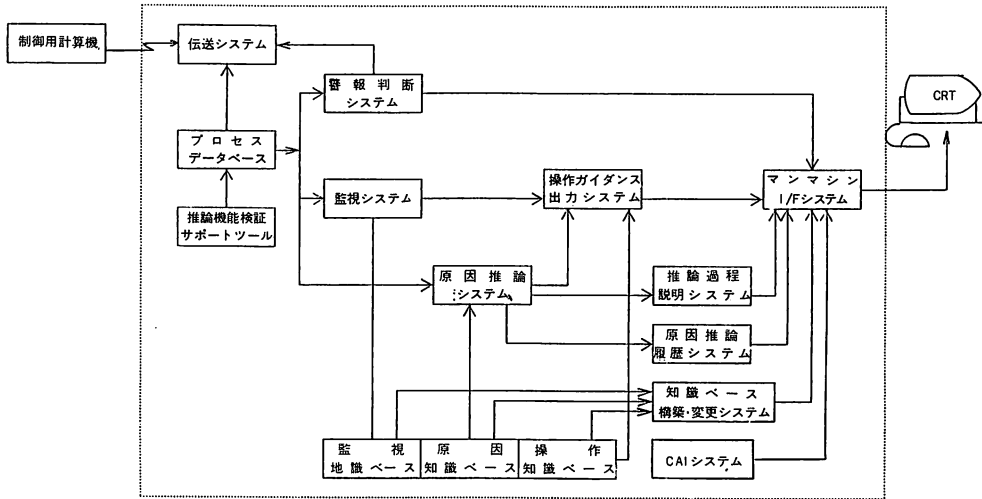 制御用計算機
伝送システム
警報判断
システム
CRT
プロセス
データベース
操作ガイダンス
出力システム
マンマシン
I/Fシステム
監視システム
推論機能検証
サポートツール
原因推論
システム
推論過程
説明システム
原因推論
履歴システム
知識ベース
構築・変更システム
監視
地識ベース
原因
知識ベース
操作
知識ベース
CAIシステム